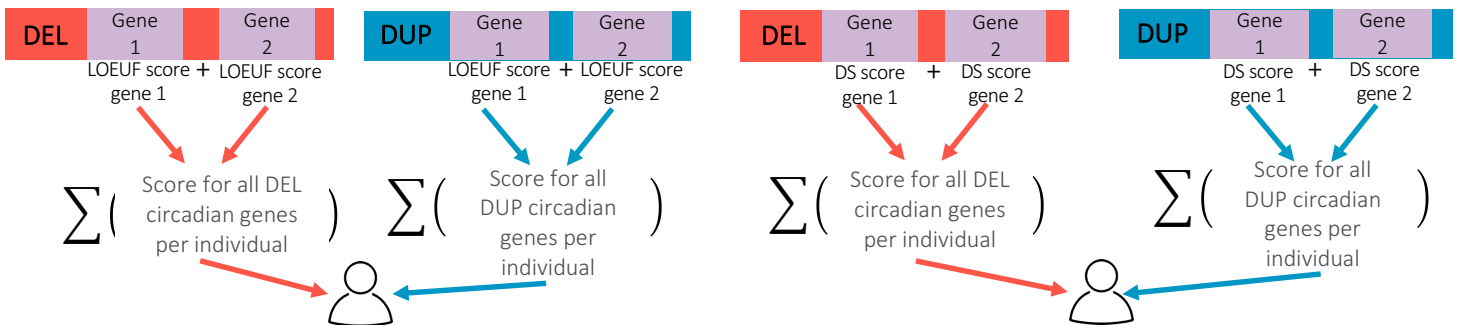 DEL
Gene
1
Gene
2
LOEUF score + LOEUF score
gene 1
gene 2
∑(
Score for all DEL
circadian genes
per individual
)
DUP
Gene
1
Gene
2
LOEUF score + LOEUF score
gene 1
gene 2
∑(
Score for all
DUP circadian
genes per
individual
)
DEL
Gene
1
Gene
2
DS score + DS score
gene 1
gene 2
∑(
Score for all DEL
circadian genes
per individual
)
DUP
Gene
1
Gene
2
DS score + DS score
gene 1
gene 2
∑(
Score for all
DUP circadian
genes per
individual
)